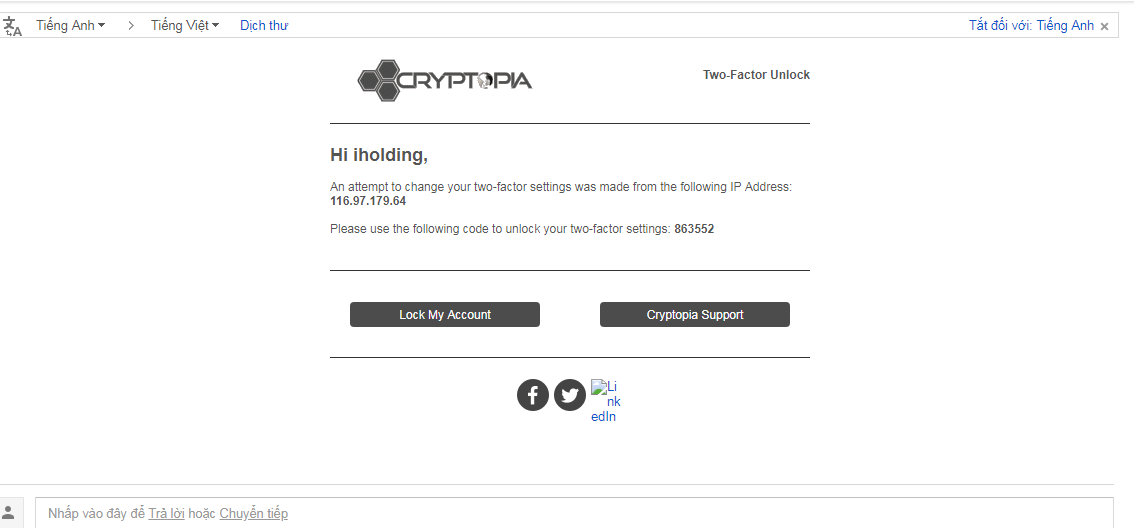 Tiếng Anh > Tiếng Việt Dịch thư Tắt đối với: Tiếng Anh ×
CRYPTOPIA Two-Factor Unlock
Hi iholding,
An attempt to change your two-factor settings was made from the following IP Address:
116.97.179.64
Please use the following code to unlock your two-factor settings: 863552
Lock My Account Cryptopia Support
Li
nk
edIn
Nhấp vào đây để Trả lời hoặc Chuyển tiếp